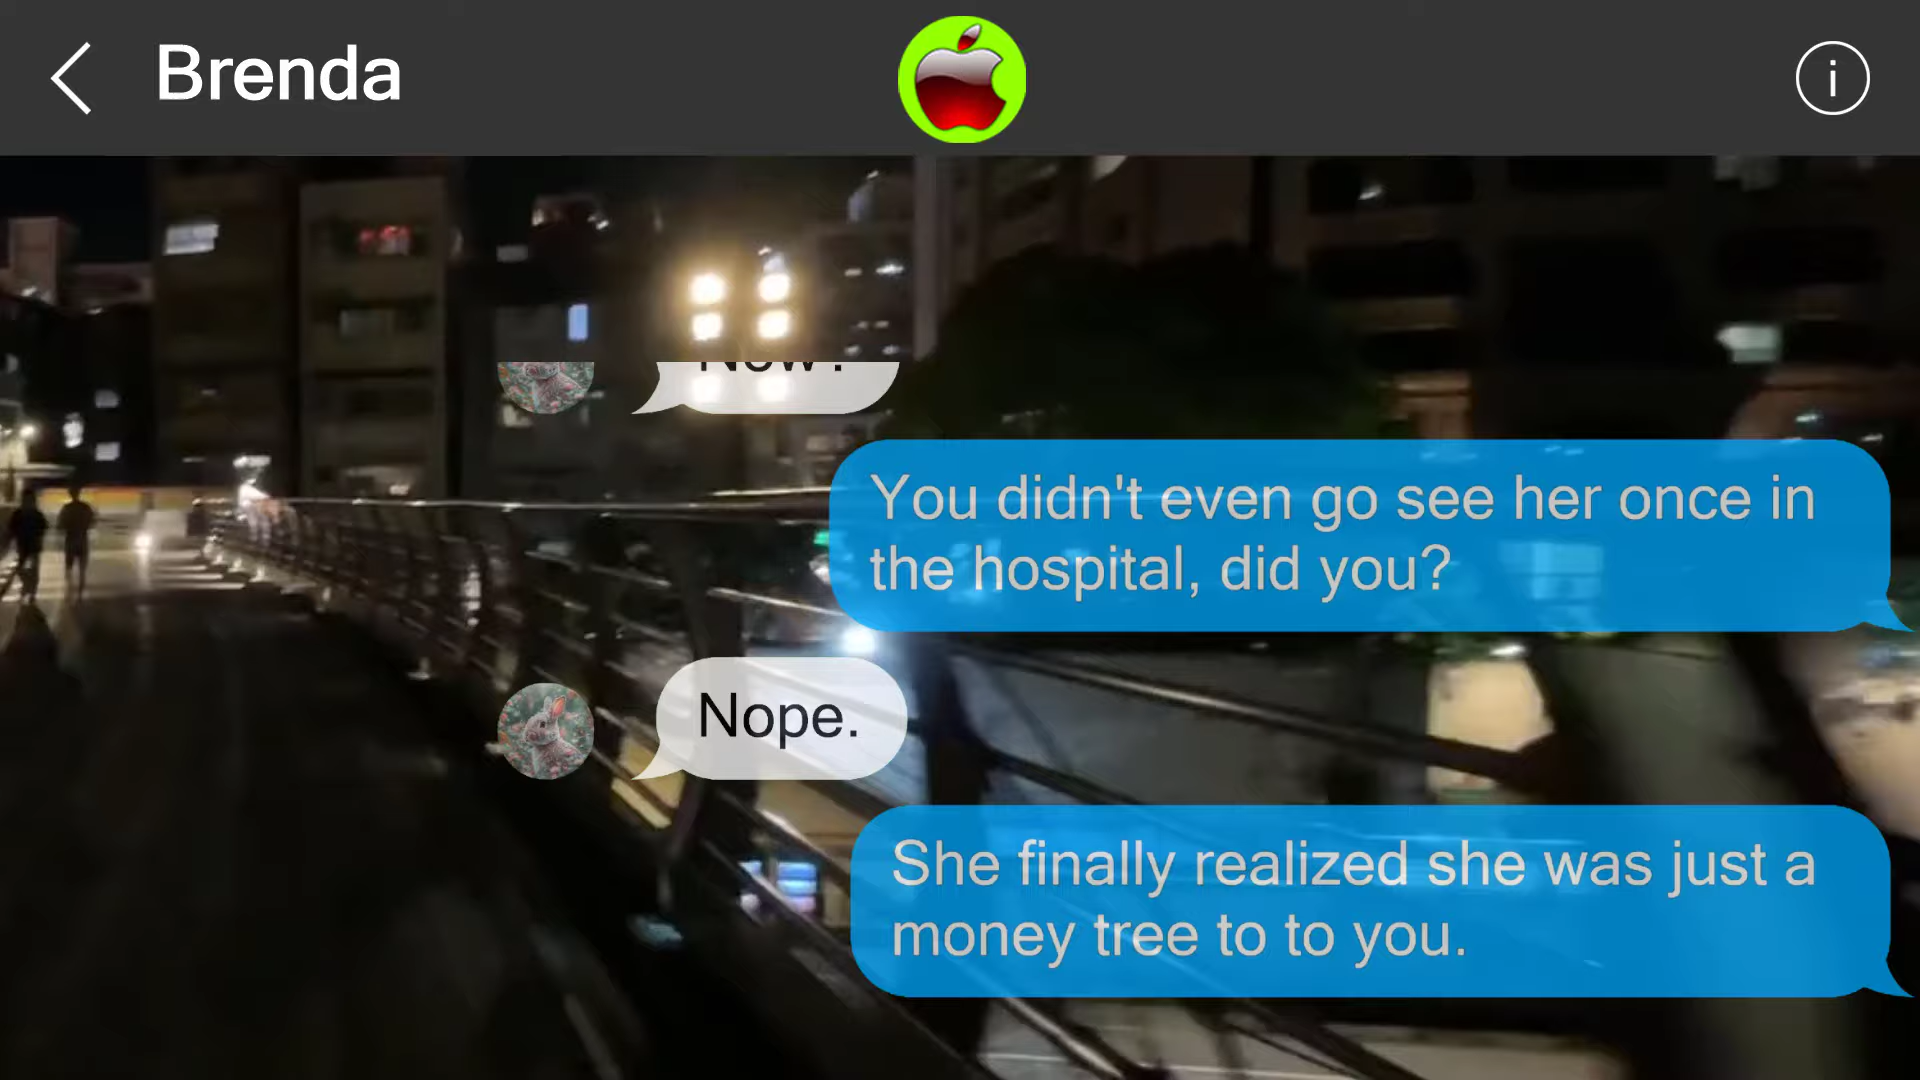 Brenda
You didn't even go see her once in
the hospital, did you?
Nope.
She finally realized she was just a
money tree to to you.